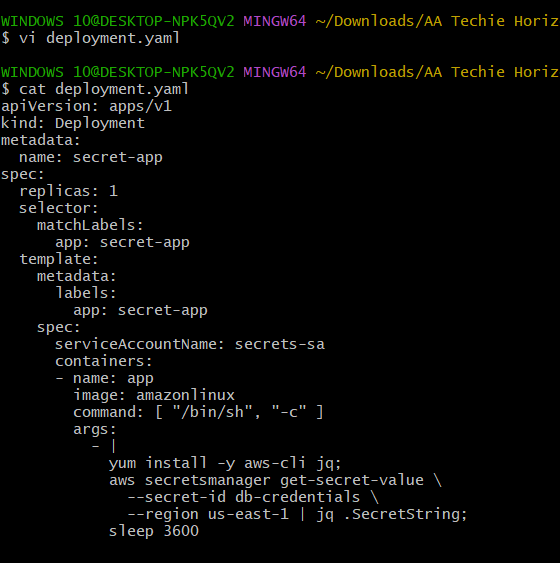 WINDOWS 10@DESKTOP-NPK5QV2 MINGW64 ~/Downloads/AA Techie Horiz
$ vi deployment.yaml
WINDOWS 10@DESKTOP-NPK5QV2 MINGW64 ~/Downloads/AA Techie Horiz
$ cat deployment.yaml
apiVersion: apps/v1
kind: Deployment
metadata:
  name: secret-app
spec:
  replicas: 1
  selector:
    matchLabels:
      app: secret-app
  template:
    metadata:
      labels:
        app: secret-app
    spec:
      serviceAccountName: secrets-sa
      containers:
      - name: app
        image: amazonlinux
        command: [ "/bin/sh", "-c" ]
        args:
          - |
            yum install -y aws-cli jq;
            aws secretsmanager get-secret-value \
              --secret-id db-credentials \
              --region us-east-1 | jq .SecretString;
            sleep 3600